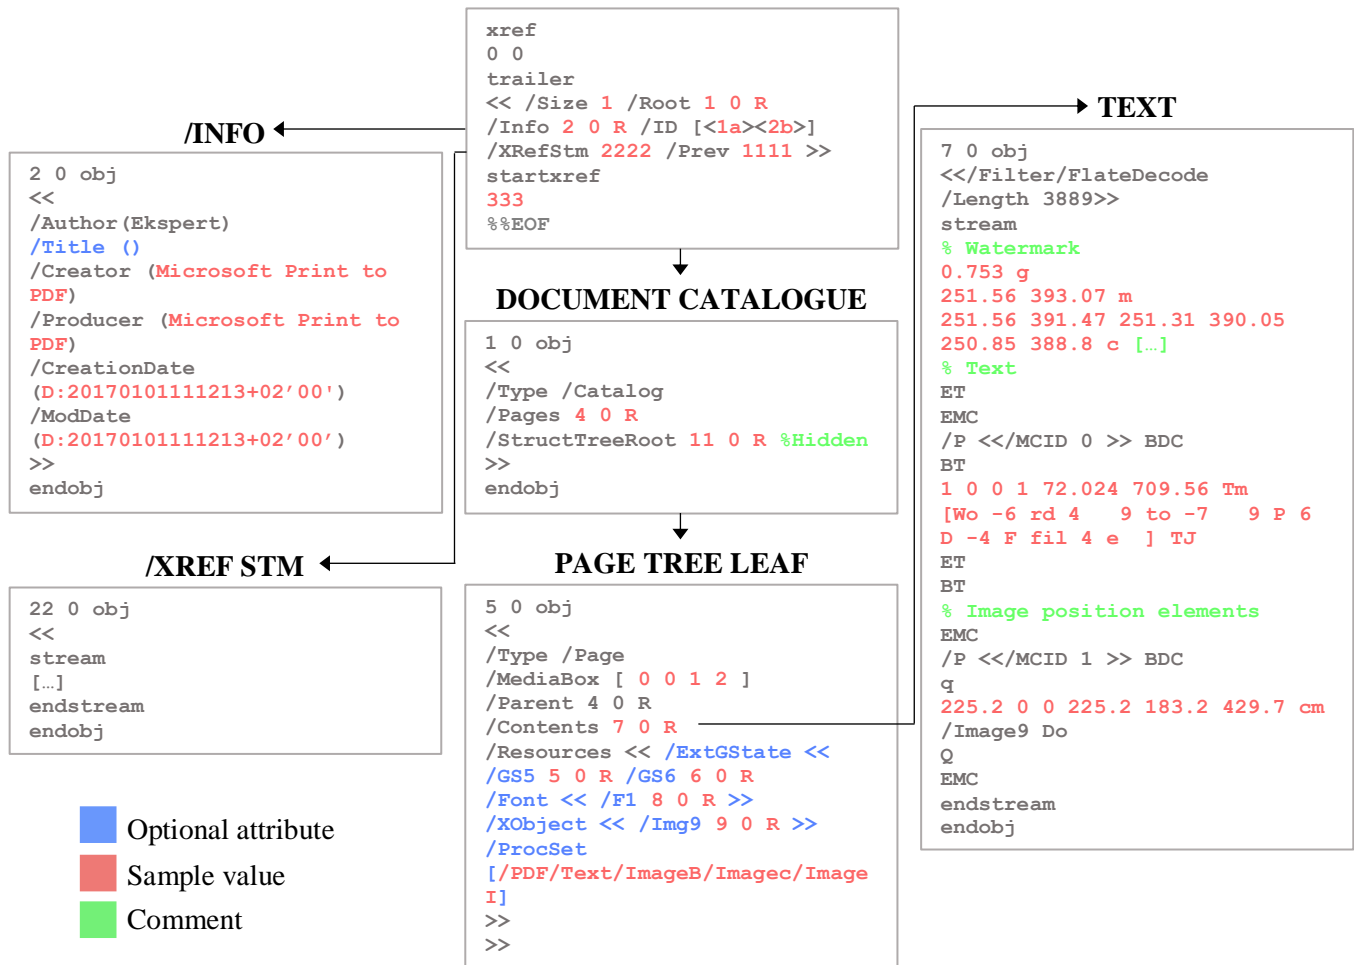 xref
0 0
trailer
<< /Size 1 /Root 1 0 R
/Info 2 0 R /ID [<1a><2b>]
/XRefStm 2222 /Prev 1111 >>
startxref
333
%%EOF
/INFO
2 0 obj
<<
/Author(Ekspert)
/Title ()
/Creator (Microsoft Print to
PDF)
/Producer (Microsoft Print to
PDF)
/CreationDate
(D:20170101111213+02’00')
/ModDate
(D:20170101111213+02’00’)
>>
endobj
DOCUMENT CATALOGUE
1 0 obj
<<
/Type /Catalog
/Pages 4 0 R
/StructTreeRoot 11 0 R %Hidden
>>
endobj
/XREF STM
22 0 obj
<<
stream
[…]
endstream
endobj
PAGE TREE LEAF
5 0 obj
<<
/Type /Page
/MediaBox [ 0 0 1 2 ]
/Parent 4 0 R
/Contents 7 0 R
/Resources << /ExtGState <<
/GS5 5 0 R /GS6 6 0 R
/Font << /F1 8 0 R >>
/XObject << /Img9 9 0 R >>
/ProcSet
[/PDF/Text/ImageB/Imagec/Image
I]
>>
>>
TEXT
7 0 obj
<</Filter/FlateDecode
/Length 3889>>
stream
% Watermark
0.753 g
251.56 393.07 m
251.56 391.47 251.31 390.05
250.85 388.8 c […]
% Text
ET
EMC
/P <</MCID 0 >> BDC
BT
1 0 0 1 72.024 709.56 Tm
[Wo -6 rd 4   9 to -7   9 P 6
D -4 F fil 4 e  ] TJ
ET
BT
% Image position elements
EMC
/P <</MCID 1 >> BDC
q
225.2 0 0 225.2 183.2 429.7 cm
/Image9 Do
Q
EMC
endstream
endobj
Optional attribute
Sample value
Comment